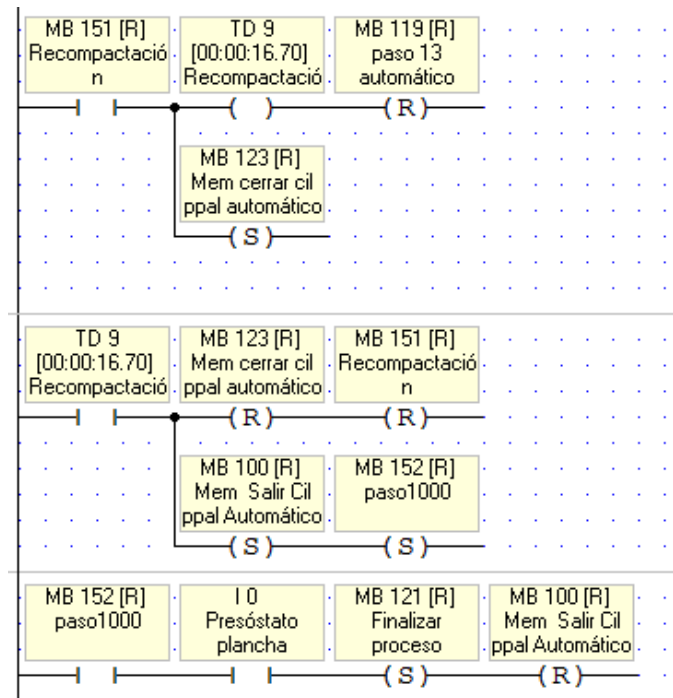 MB 151 [R] TD 9 MB 119 [R]
Recompactació [00:00:16.70] paso 13
n Recompactació automático
( ) (R)
MB 123 [R]
Mem cerrar cil
ppal automático
(S)
TD 9 MB 123 [R] MB 151 [R]
[00:00:16.70] Mem cerrar cil Recompactació
Recompactació ppal automático n
(R) (R)
MB 100 [R] MB 152 [R]
Mem Salir Cil paso1000
ppal Automático
(S) (S)
MB 152 [R] I 0 MB 121 [R] MB 100 [R]
paso1000 Presóstato Finalizar Mem Salir Cil
plancha proceso ppal Automático
(S) (R)